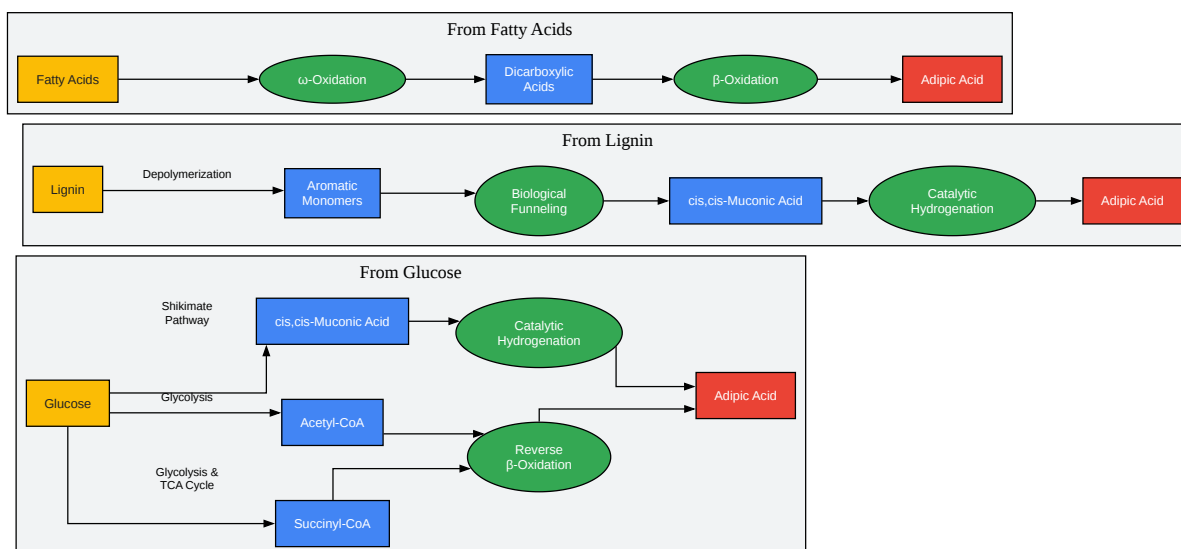 From Fatty Acids
Fatty Acids
ω-Oxidation
Dicarboxylic
Acids
β-Oxidation
Adipic Acid
From Lignin
Lignin
Depolymerization
Aromatic
Monomers
Biological
Funneling
cis,cis-Muconic Acid
Catalytic
Hydrogenation
Adipic Acid
From Glucose
Glucose
Shikimate
Pathway
cis,cis-Muconic Acid
Catalytic
Hydrogenation
Glycolysis
Acetyl-CoA
Glycolysis &
TCA Cycle
Succinyl-CoA
Reverse
β-Oxidation
Adipic Acid